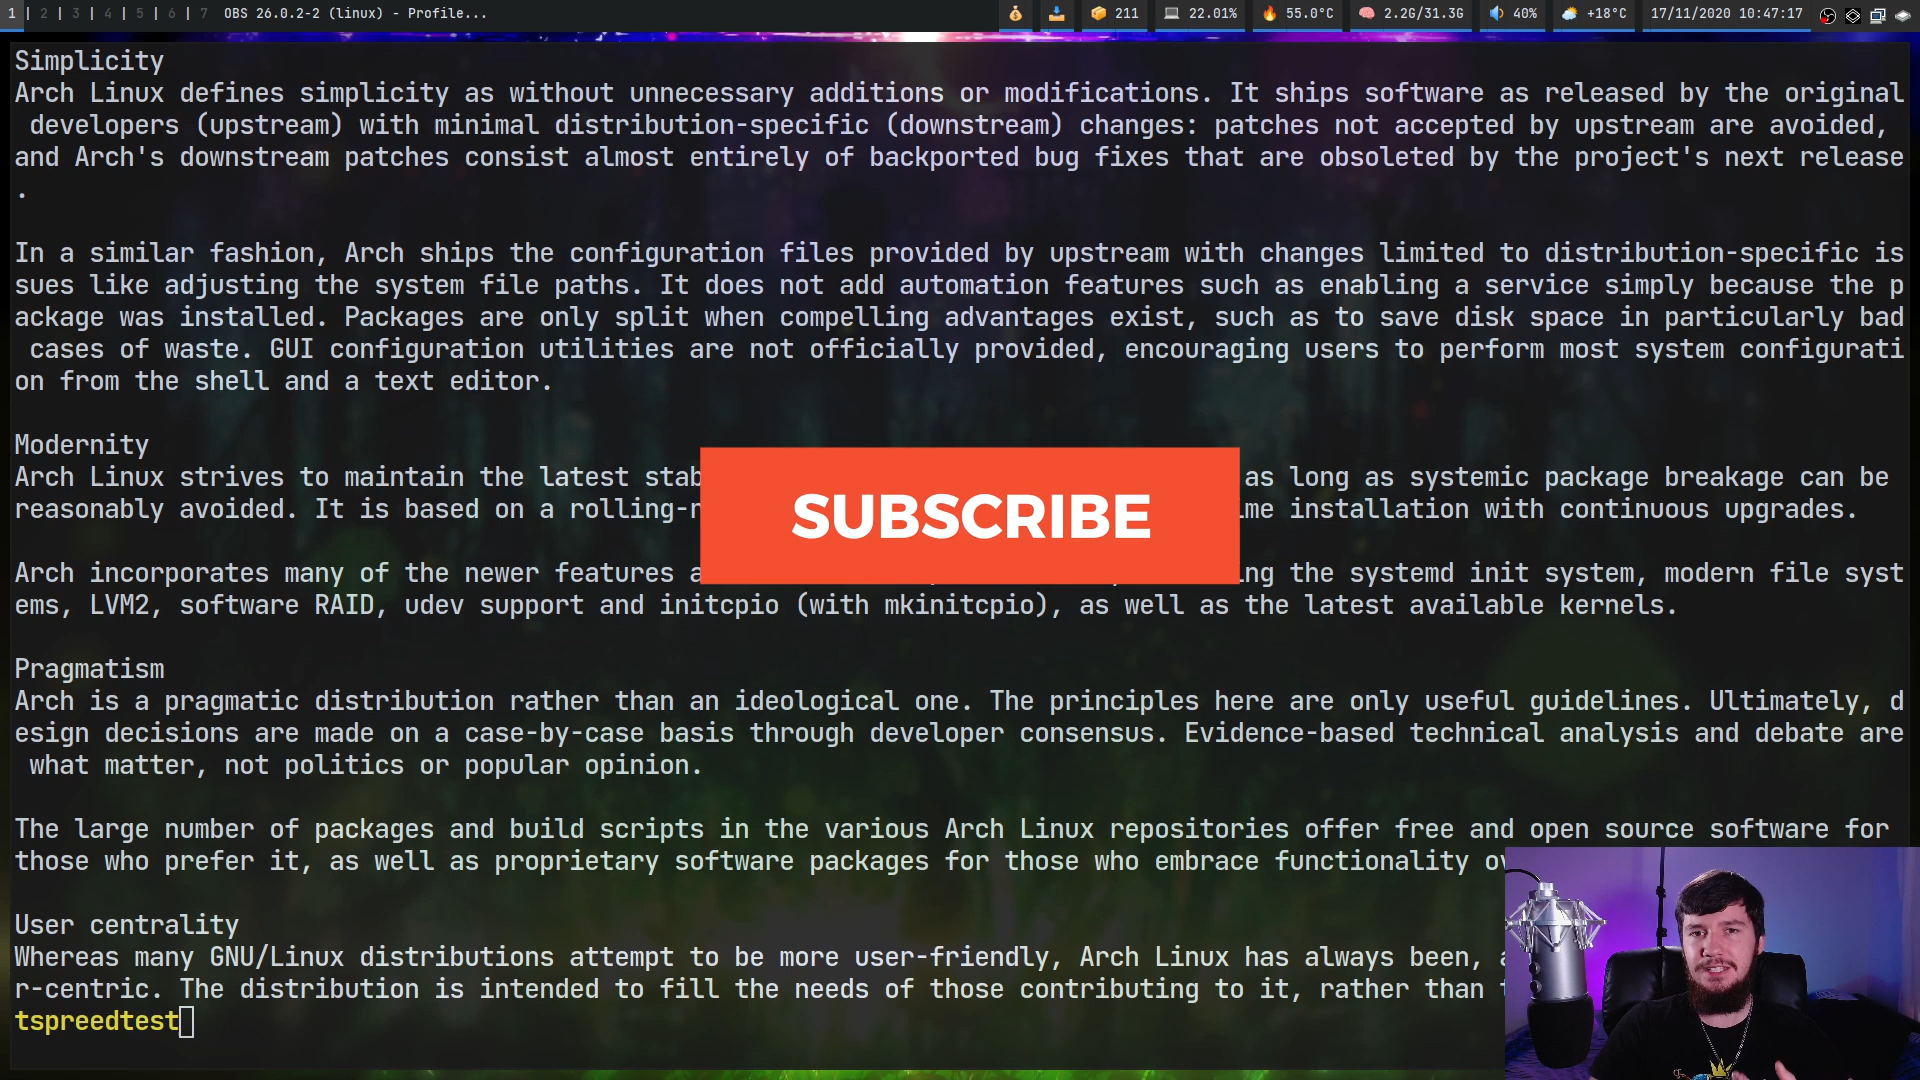 1 | 2 | 3 | 4 | 5 | 6 | 7 OBS 26.0.2-2 (linux) - Profile... 211 22.01% 55.0°C 2.2G/31.3G 40% +18°C 17/11/2020 10:47:17
Simplicity
Arch Linux defines simplicity as without unnecessary additions or modifications. It ships software as released by the original
developers (upstream) with minimal distribution-specific (downstream) changes: patches not accepted by upstream are avoided,
and Arch's downstream patches consist almost entirely of backported bug fixes that are obsoleted by the project's next release
.
In a similar fashion, Arch ships the configuration files provided by upstream with changes limited to distribution-specific is
sues like adjusting the system file paths. It does not add automation features such as enabling a service simply because the p
ackage was installed. Packages are only split when compelling advantages exist, such as to save disk space in particularly bad
cases of waste. GUI configuration utilities are not officially provided, encouraging users to perform most system configurati
on from the shell and a text editor.
Modernity
Arch Linux strives to maintain the latest stab as long as systemic package breakage can be
reasonably avoided. It is based on a rolling-r ime installation with continuous upgrades.
SUBSCRIBE
Arch incorporates many of the newer features a ng the systemd init system, modern file syst
ems, LVM2, software RAID, udev support and initcpio (with mkinitcpio), as well as the latest available kernels.
Pragmatism
Arch is a pragmatic distribution rather than an ideological one. The principles here are only useful guidelines. Ultimately, d
esign decisions are made on a case-by-case basis through developer consensus. Evidence-based technical analysis and debate are
what matter, not politics or popular opinion.
The large number of packages and build scripts in the various Arch Linux repositories offer free and open source software for
those who prefer it, as well as proprietary software packages for those who embrace functionality ov
User centrality
Whereas many GNU/Linux distributions attempt to be more user-friendly, Arch Linux has always been, a
r-centric. The distribution is intended to fill the needs of those contributing to it, rather than t
tspreedtest